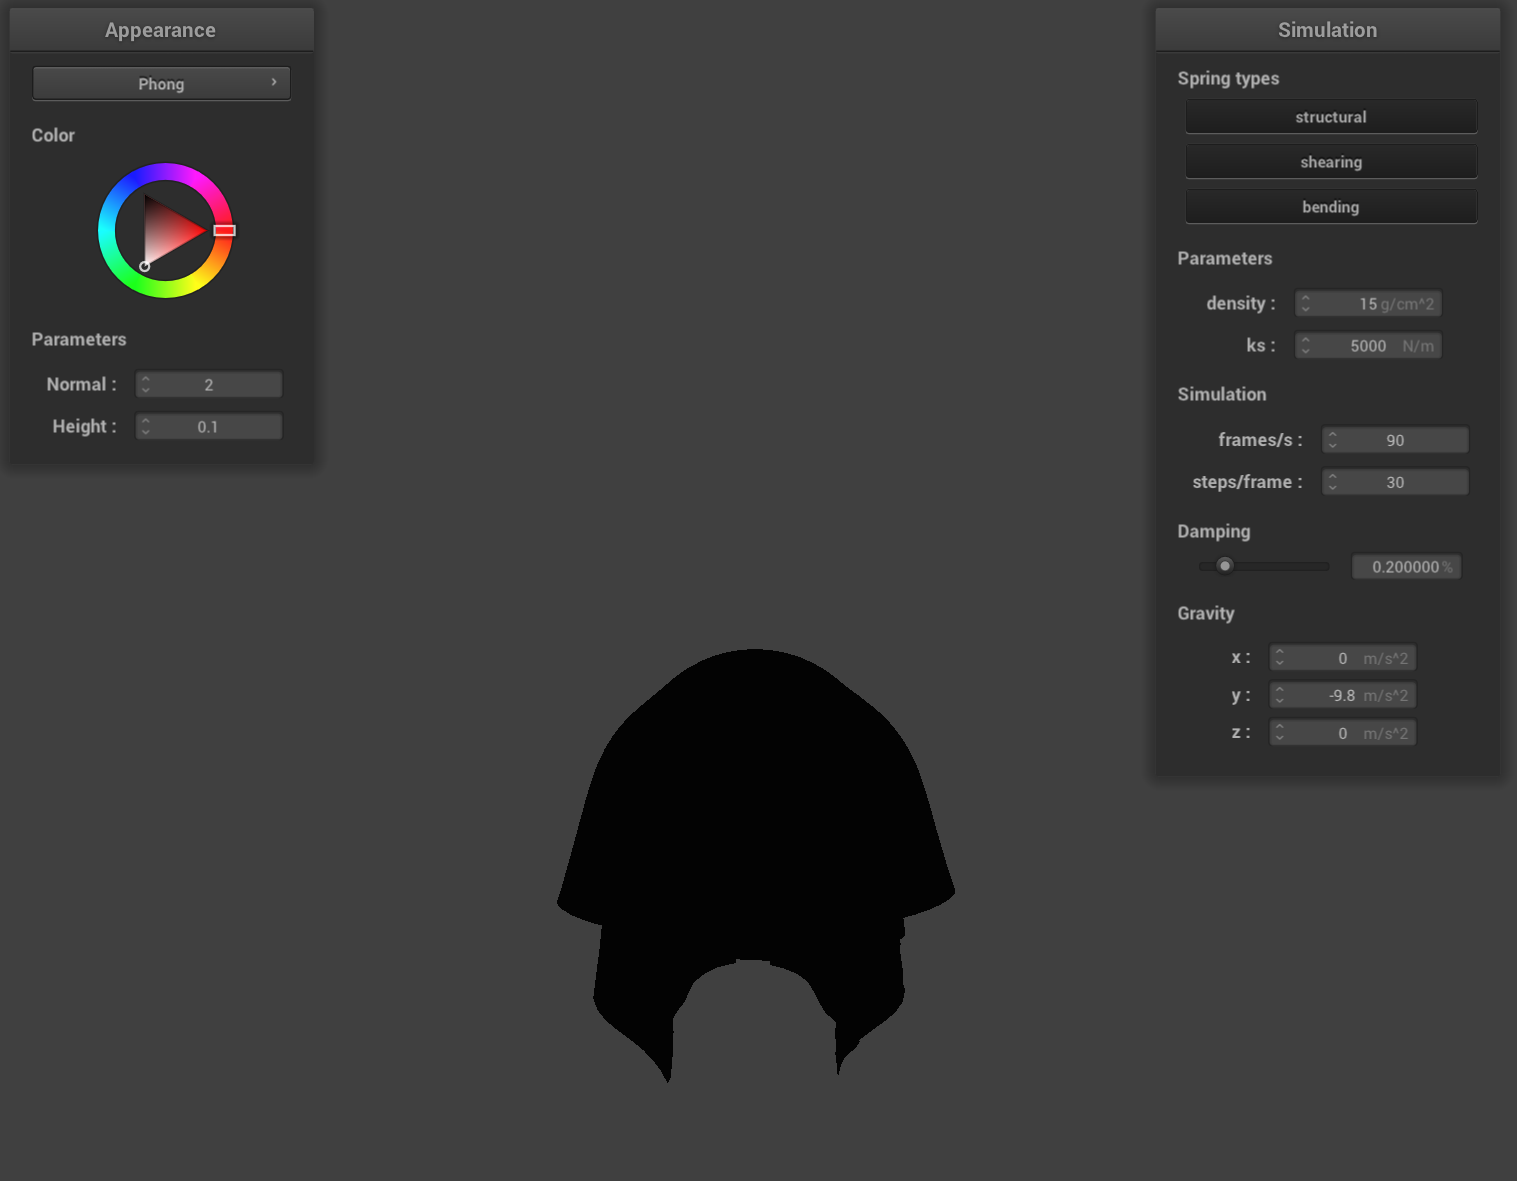 Appearance
Phong ›
Color
Parameters
Normal : 2
Height : 0.1
Simulation
Spring types
structural
shearing
bending
Parameters
density : 15 g/cm^2
ks : 5000 N/m
Simulation
frames/s : 90
steps/frame : 30
Damping
0.200000 %
Gravity
x : 0 m/s^2
y : -9.8 m/s^2
z : 0 m/s^2